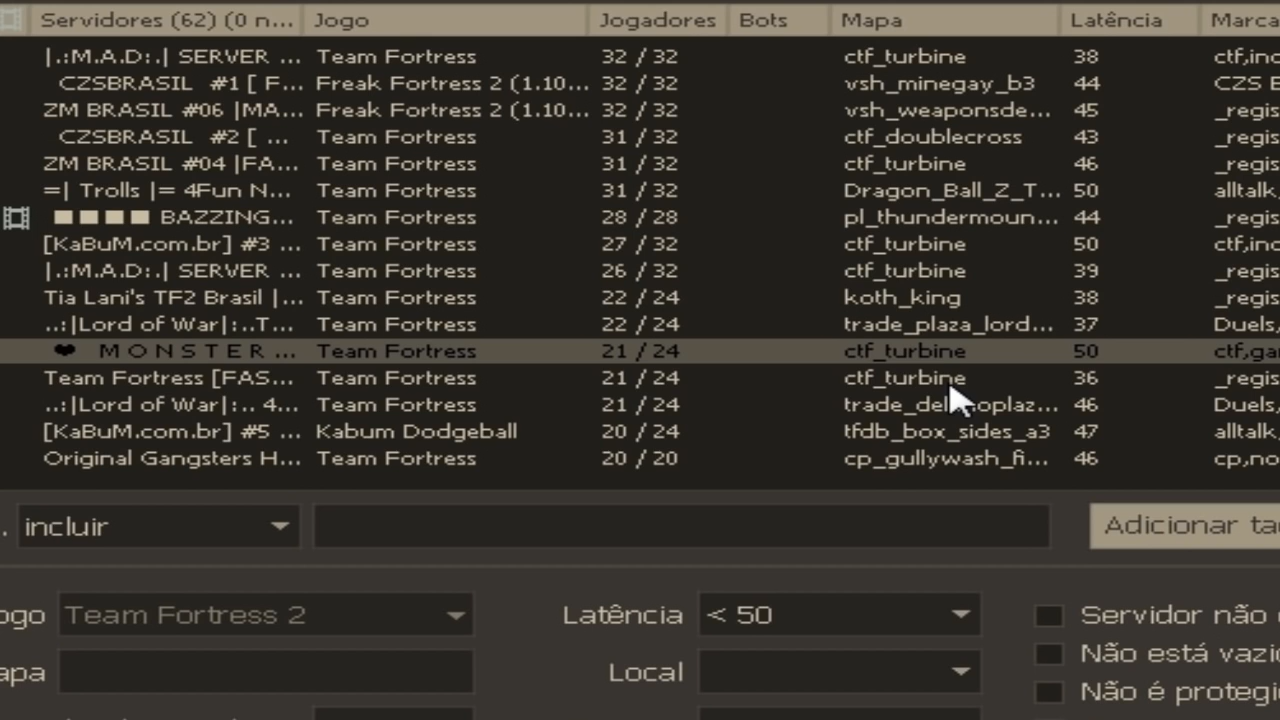 Servidores (62) (0 n... Jogo Jogadores Bots Mapa Latência Marca
|.:M.A.D:.| SERVER ... Team Fortress 32 / 32 ctf_turbine 38 ctf,inc
CZSBRASIL #1 [ F... Freak Fortress 2 (1.10... 32 / 32 vsh_minegay_b3 44 CZS E
ZM BRASIL #06 |MA... Freak Fortress 2 (1.10... 32 / 32 vsh_weaponsde... 45 _regis
CZSBRASIL #2 [ ... Team Fortress 31 / 32 ctf_doublecross 43 _regis
ZM BRASIL #04 |FA... Team Fortress 31 / 32 ctf_turbine 46 _regis
=| Trolls |= 4Fun N... Team Fortress 31 / 32 Dragon_Ball_Z_T... 50 alltalk
■■■■ BAZZING... Team Fortress 28 / 28 pl_thundermoun... 44 _regis
[KaBuM.com.br] #3 ... Team Fortress 27 / 32 ctf_turbine 50 ctf,inc
|.:M.A.D:.| SERVER ... Team Fortress 26 / 32 ctf_turbine 39 _regis
Tia Lani's TF2 Brasil |... Team Fortress 22 / 24 koth_king 38 _regis
..:|Lord of War|:..T... Team Fortress 22 / 24 trade_plaza_lord... 37 Duels,
❤ M O N S T E R ... Team Fortress 21 / 24 ctf_turbine 50 ctf,ga
Team Fortress [FAS... Team Fortress 21 / 24 ctf_turbine 36 _regis
..:|Lord of War|:.. 4... Team Fortress 21 / 24 46 Duels,
[KaBuM.com.br] #5 ... Kabum Dodgeball 20 / 24 tfdb_box_sides_a3 47 alltalk,
Original Gangsters H... Team Fortress 20 / 20 cp_gullywash_fi... 46 cp,no
. incluir Adicionar ta
ogo Team Fortress 2 Latência < 50 Servidor não
apa Local Não está vazi
Não é protegi